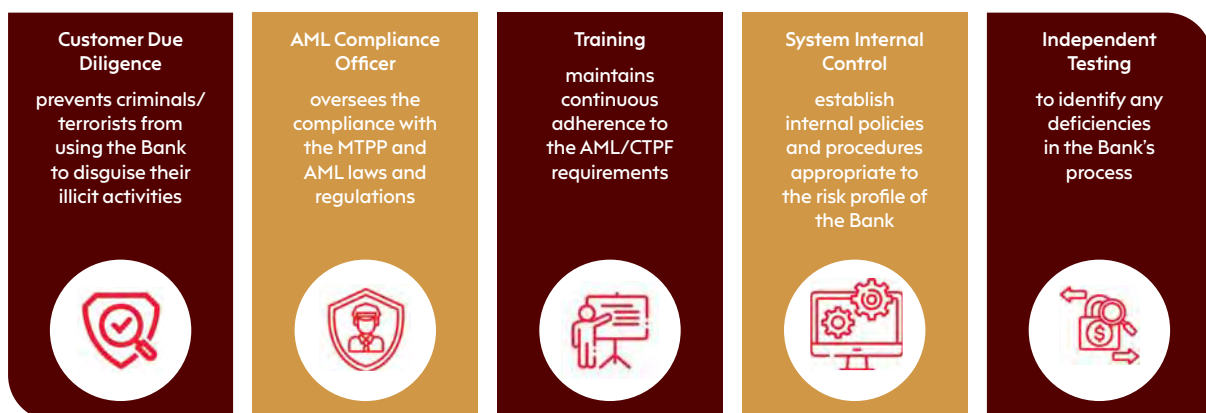 Customer Due
Diligence
prevents criminals/
terrorists from
using the Bank
to disguise their
illicit activities
AML Compliance
Officer
oversees the
compliance with
the MTPP and
AML laws and
regulations
Training
maintains
continuous
adherence to
the AML/CTPF
requirements
System Internal
Control
establish
internal policies
and procedures
appropriate to
the risk profile of
the Bank
Independent
Testing
to identify any
deficiencies
in the Bank's
process
$